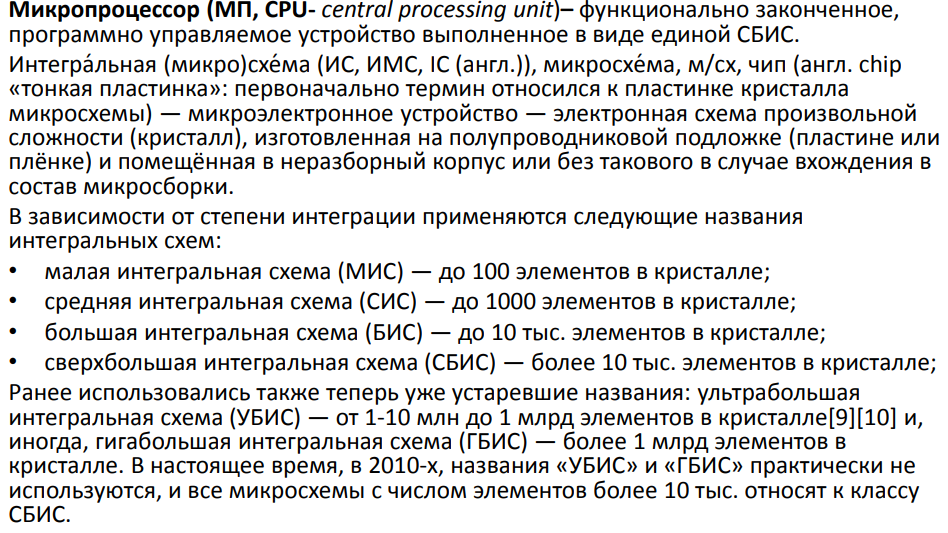 Микропроцессор (МП, CPU- central processing unit)– функционально законченное,
программно управляемое устройство выполненное в виде единой СБИС.
Интегра́льная (микро)схе́ма (ИС, ИМС, IC (англ.)), микросхе́ма, м/сх, чип (англ. chip
«тонкая пластинка»: первоначально термин относился к пластинке кристалла
микросхемы) — микроэлектронное устройство — электронная схема произвольной
сложности (кристалл), изготовленная на полупроводниковой подложке (пластине или
плёнке) и помещённая в неразборный корпус или без такового в случае вхождения в
состав микросборки.
В зависимости от степени интеграции применяются следующие названия
интегральных схем:
• малая интегральная схема (МИС) — до 100 элементов в кристалле;
• средняя интегральная схема (СИС) — до 1000 элементов в кристалле;
• большая интегральная схема (БИС) — до 10 тыс. элементов в кристалле;
• сверхбольшая интегральная схема (СБИС) — более 10 тыс. элементов в кристалле;
Ранее использовались также теперь уже устаревшие названия: ультрабольшая
интегральная схема (УБИС) — от 1-10 млн до 1 млрд элементов в кристалле[9][10] и,
иногда, гигабольшая интегральная схема (ГБИС) — более 1 млрд элементов в
кристалле. В настоящее время, в 2010-х, названия «УБИС» и «ГБИС» практически не
используются, и все микросхемы с числом элементов более 10 тыс. относят к классу
СБИС.